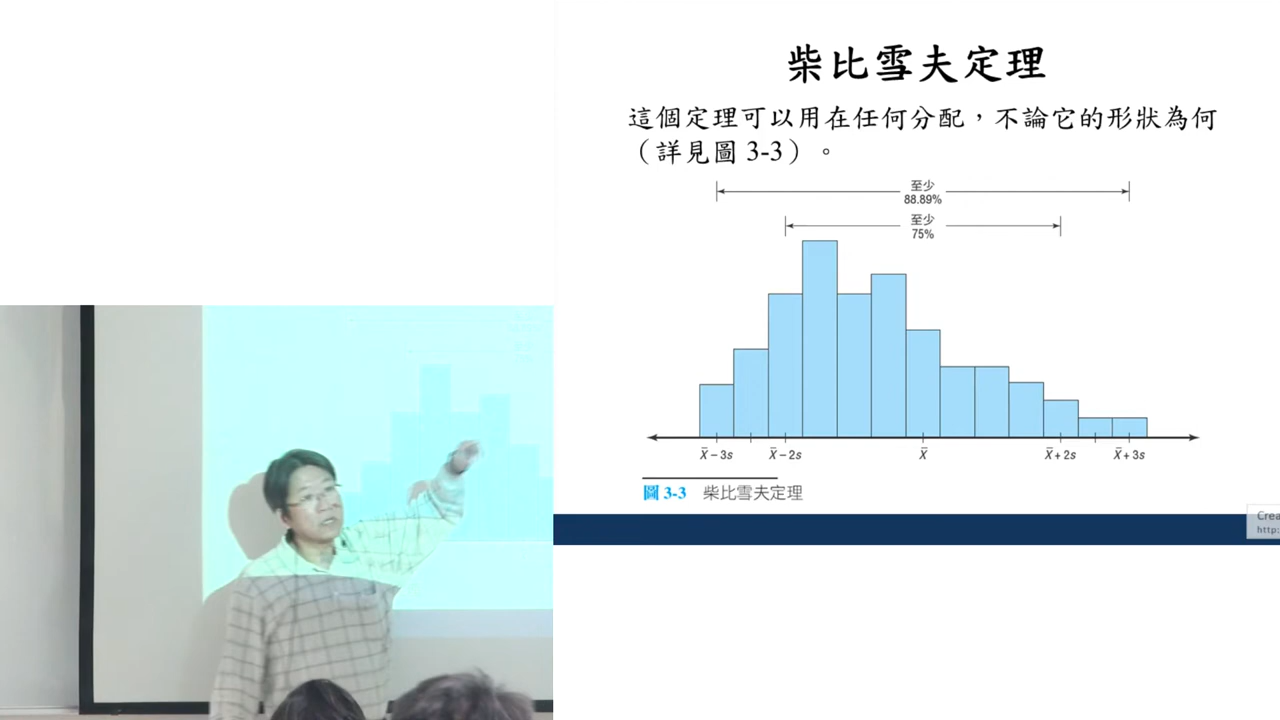 柴比雪夫定理
這個定理可以用在任何分配，不論它的形狀為何
（詳見圖 3-3）。
至少
88.89%
至少
75%
X̄ − 3s X̄ − 2s X̄ X̄ + 2s X̄ + 3s
圖 3-3 柴比雪夫定理
Crea
http: